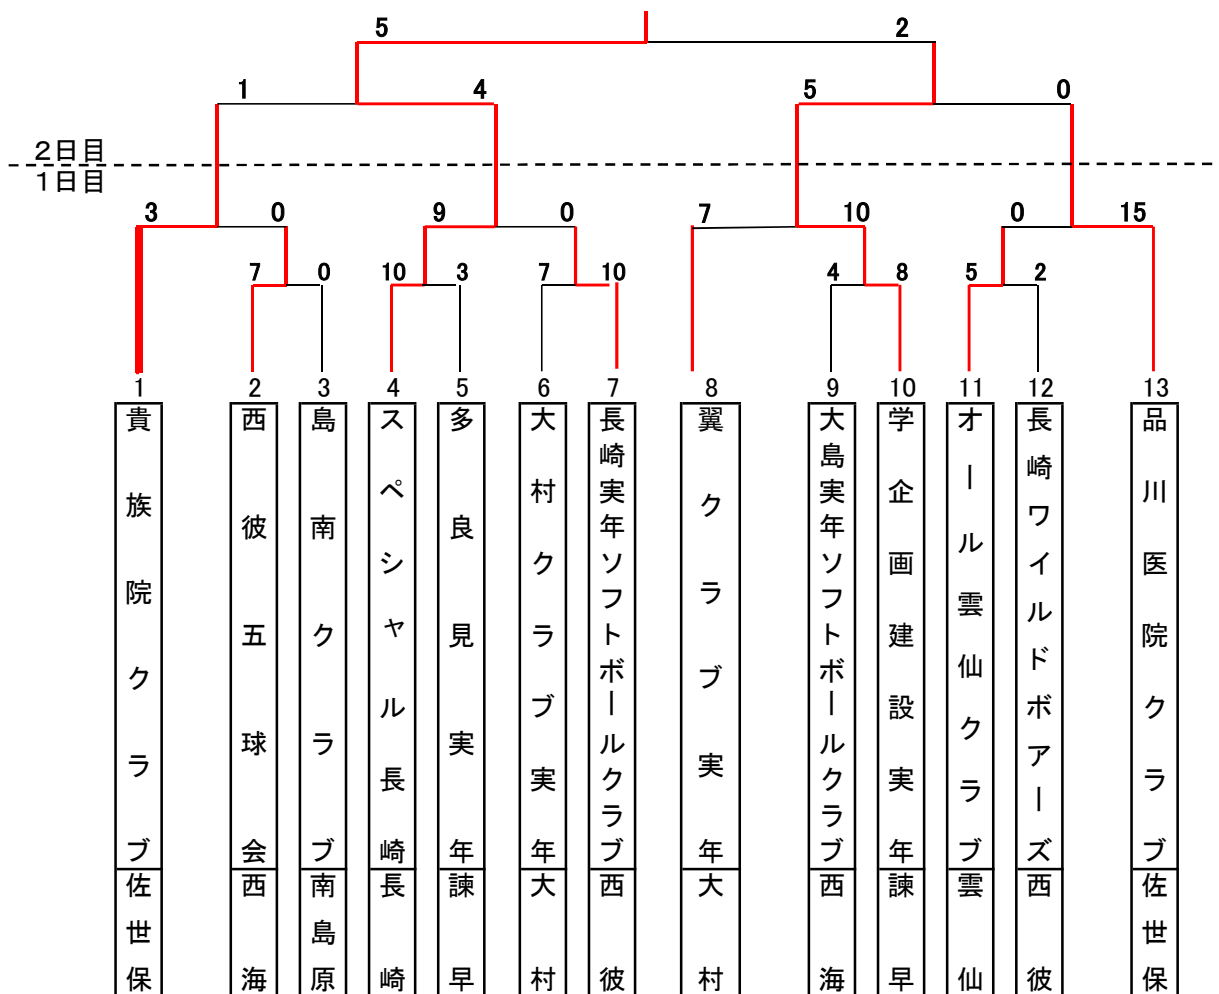 5 2
1 4 5 0
2日目
1日目
3 0 9 0 7 10 0 15
7 0 10 3 7 10 4 8 5 2
1 2 3 4 5 6 7 8 9 10 11 12 13
貴族院クラブ
佐世保
西彼五球会
西海
島南クラブ
南島原
スペシャル長崎
長崎
多良見実年
諫早
大村クラブ実年
大村
長崎実年ソフトボールクラブ
西彼
翼クラブ実年
大村
大島実年ソフトボールクラブ
西海
学企画建設実年
諫早
オール雲仙クラブ
雲仙
長崎ワイルドボアーズ
西彼
品川医院クラブ
佐世保